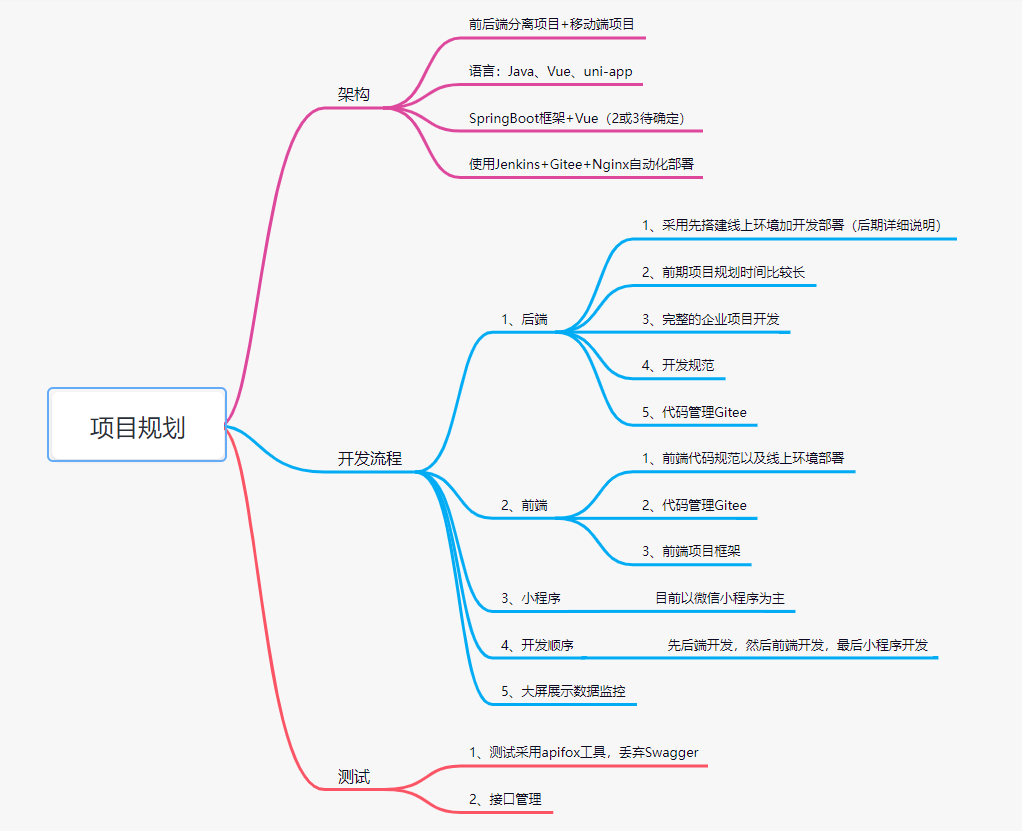 项目规划
架构
前后端分离项目+移动端项目
语言：Java、Vue、uni-app
SpringBoot框架+Vue（2或3待确定）
使用Jenkins+Gitee+Nginx自动化部署
开发流程
1、后端
1、采用先搭建线上环境加开发部署（后期详细说明）
2、前期项目规划时间比较长
3、完整的企业项目开发
4、开发规范
5、代码管理Gitee
2、前端
1、前端代码规范以及线上环境部署
2、代码管理Gitee
3、前端项目框架
3、小程序
目前以微信小程序为主
4、开发顺序
先后端开发，然后前端开发，最后小程序开发
5、大屏展示数据监控
测试
1、测试采用apifox工具，丢弃Swagger
2、接口管理